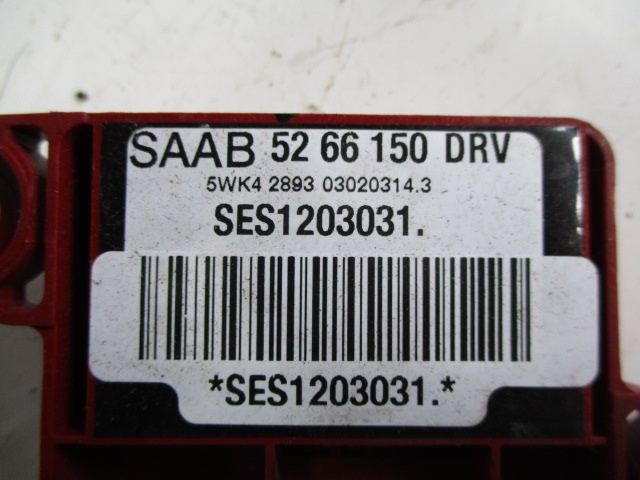 SAAB 52 66 150 DRV
5WK4 2893 03020314.3
SES1203031.
*SES1203031.*